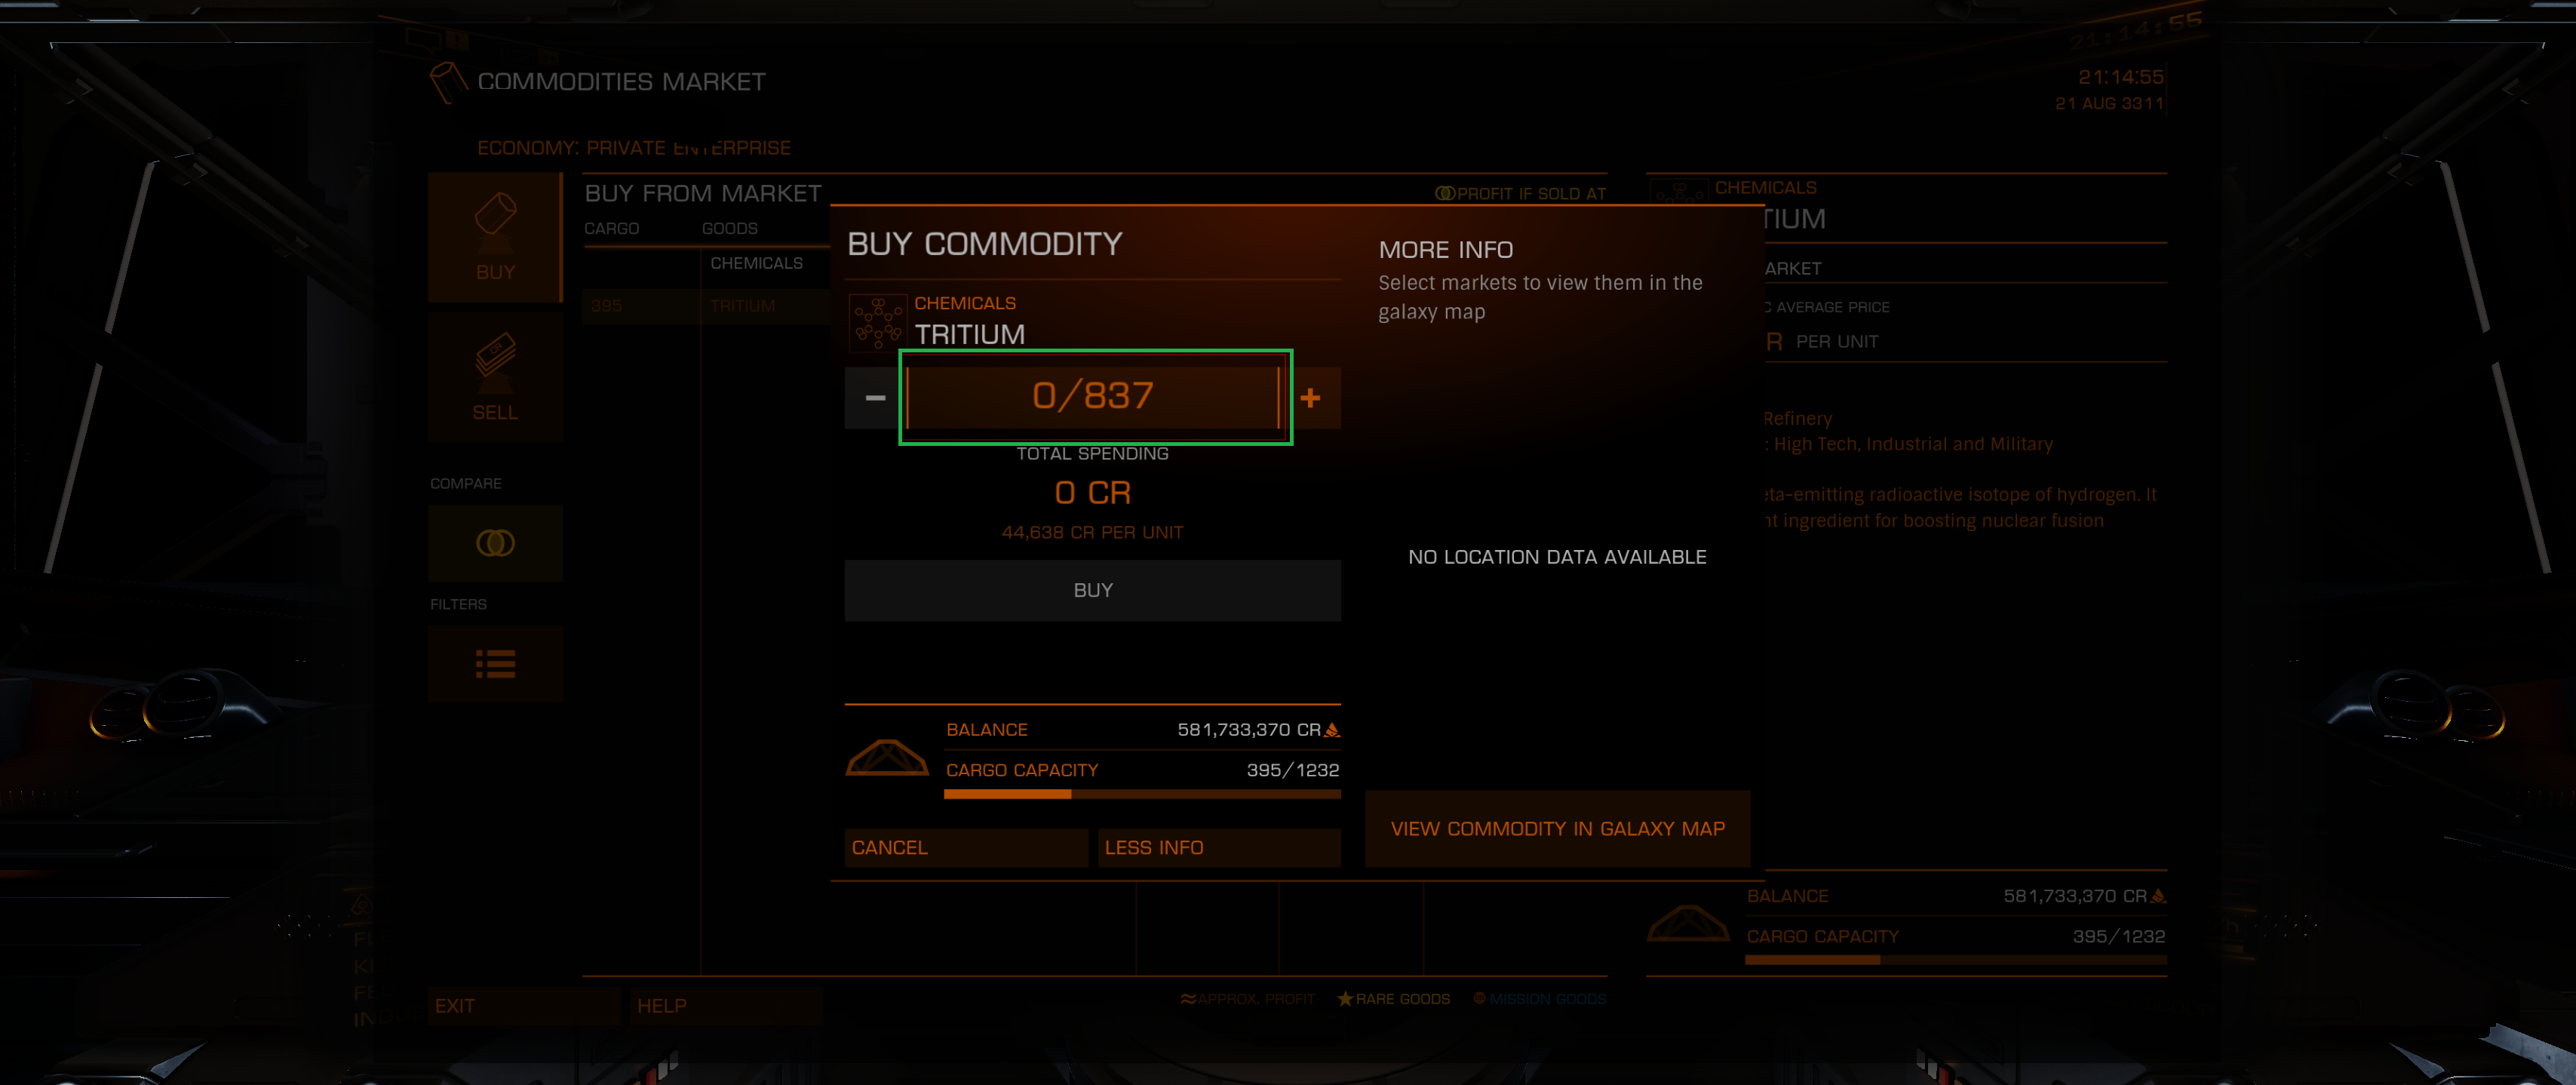 21:14:55
COMMODITIES MARKET
21:14:55
21 AUG 3311
ECONOMY: PRIVATE ENTERPRISE
BUY FROM MARKET
PROFIT IF SOLD AT
CARGO
GOODS
CHEMICALS
395
TRITIUM
BUY
SELL
COMPARE
FILTERS
BUY COMMODITY
CHEMICALS
TRITIUM
-
0/837
+
TOTAL SPENDING
0 CR
44,638 CR PER UNIT
BUY
BALANCE
581,733,370 CR
CARGO CAPACITY
395/1232
CANCEL
LESS INFO
MORE INFO
Select markets to view them in the
galaxy map
NO LOCATION DATA AVAILABLE
VIEW COMMODITY IN GALAXY MAP
CHEMICALS
TIUM
ARKET
C AVERAGE PRICE
R PER UNIT
Refinery
: High Tech, Industrial and Military
eta-emitting radioactive isotope of hydrogen. It
nt ingredient for boosting nuclear fusion
BALANCE
581,733,370 CR
CARGO CAPACITY
395/1232
EXIT
HELP
APPROX. PROFIT
RARE GOODS
MISSION GOODS